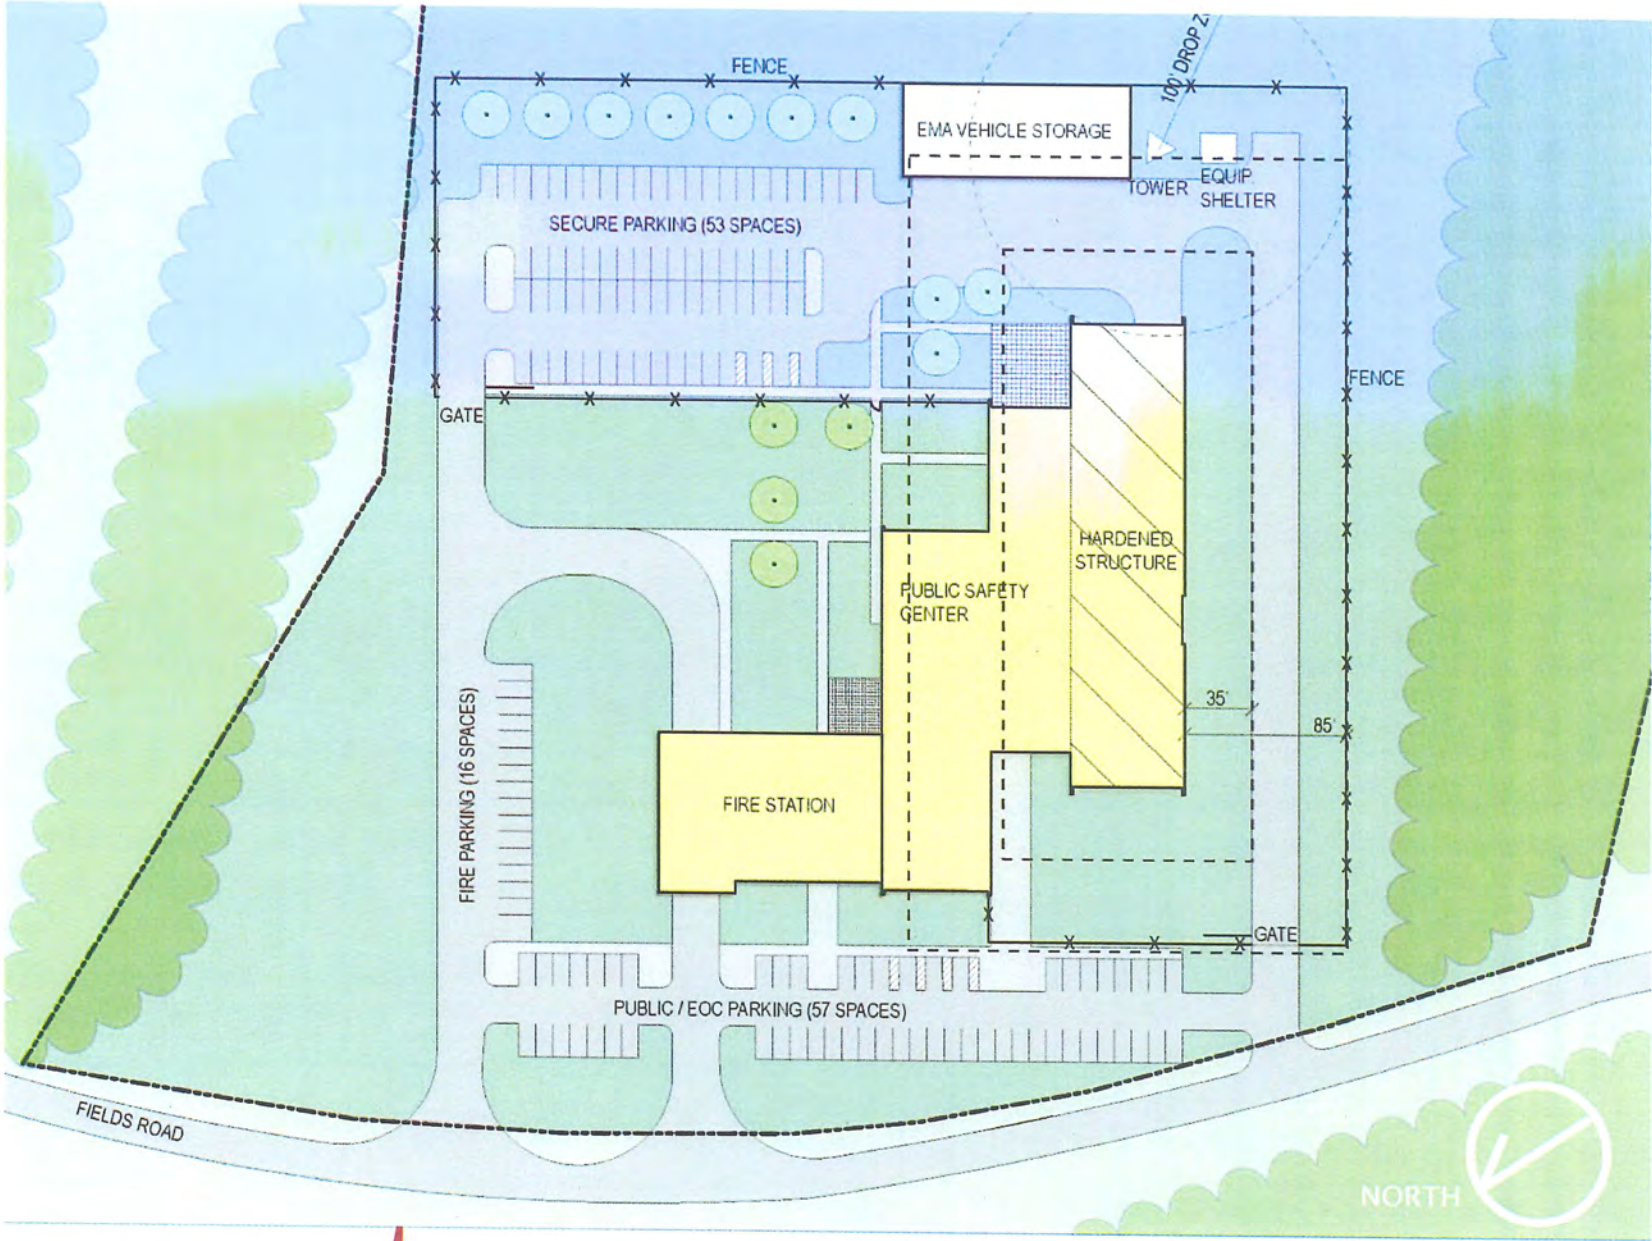 FENCE
100' DROP
EMA VEHICLE STORAGE
TOWER
EQUIP.
SHELTER
SECURE PARKING (53 SPACES)
FENCE
GATE
HARDENED
STRUCTURE
PUBLIC SAFETY
CENTER
35'
85'
FIRE PARKING (16 SPACES)
FIRE STATION
GATE
PUBLIC / EOC PARKING (57 SPACES)
FIELDS ROAD
NORTH